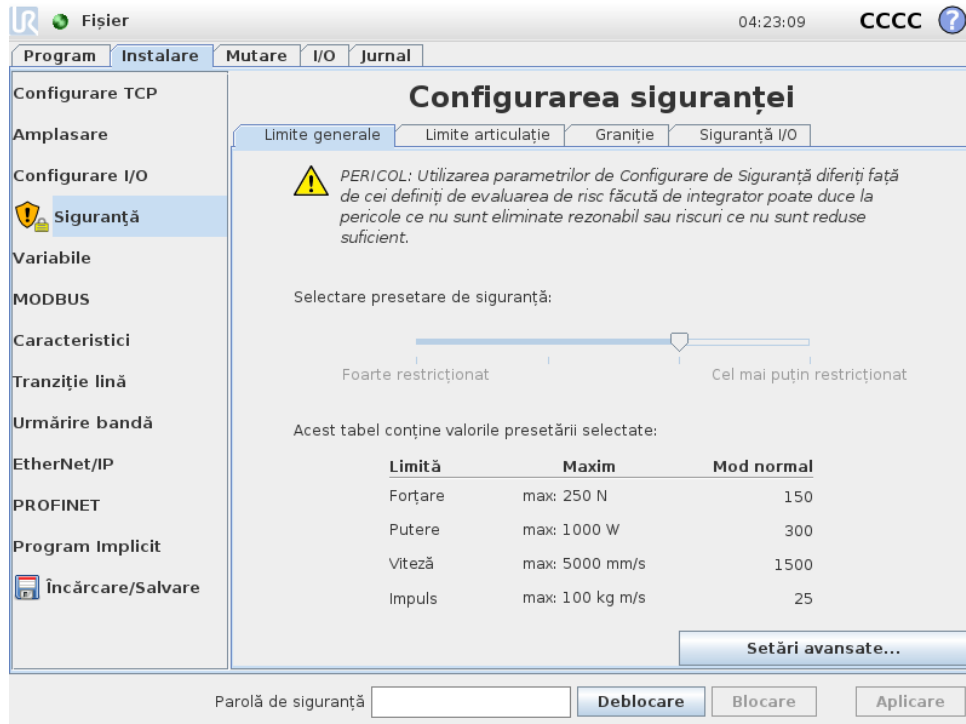 UR Fișier 04:23:09 CCCC ?
Program Instalare Mutare I/O Jurnal
Configurare TCP
Amplasare
Configurare I/O
Siguranță
Variabile
MODBUS
Caracteristici
Tranziție lină
Urmărire bandă
EtherNet/IP
PROFINET
Program Implicit
Încărcare/Salvare
Configurarea siguranței
Limite generale Limite articulație Graniție Siguranță I/O
PERICOL: Utilizarea parametrilor de Configurare de Siguranță diferiți față
de cei definiți de evaluarea de risc făcută de integrator poate duce la
pericole ce nu sunt eliminate rezonabil sau riscuri ce nu sunt reduse
suficient.
Selectare presetare de siguranță:
Foarte restricționat Cel mai puțin restricționat
Acest tabel conține valorile presetării selectate:
Limită Maxim Mod normal
Forțare max: 250 N 150
Putere max: 1000 W 300
Viteză max: 5000 mm/s 1500
Impuls max: 100 kg m/s 25
Setări avansate...
Parolă de siguranță Deblocare Blocare Aplicare